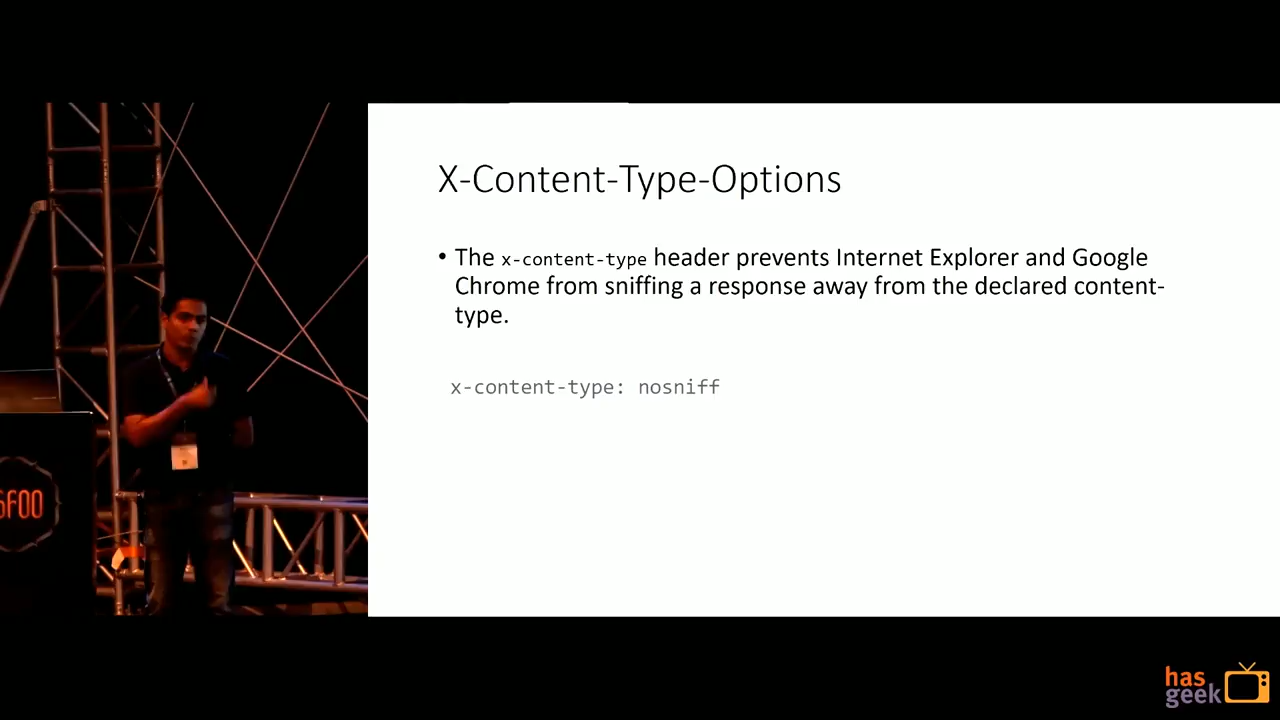 X-Content-Type-Options
• The x-content-type header prevents Internet Explorer and Google
Chrome from sniffing a response away from the declared content-
type.
x-content-type: nosniff
SFOO
has
geek